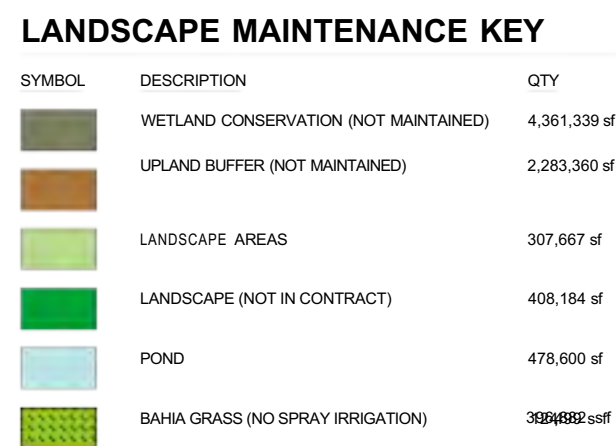 LANDSCAPE MAINTENANCE KEY
SYMBOL DESCRIPTION QTY
WETLAND CONSERVATION (NOT MAINTAINED) 4,361,339 sf
UPLAND BUFFER (NOT MAINTAINED) 2,283,360 sf
LANDSCAPE AREAS 307,667 sf
LANDSCAPE (NOT IN CONTRACT) 408,184 sf
POND 478,600 sf
BAHIA GRASS (NO SPRAY IRRIGATION)